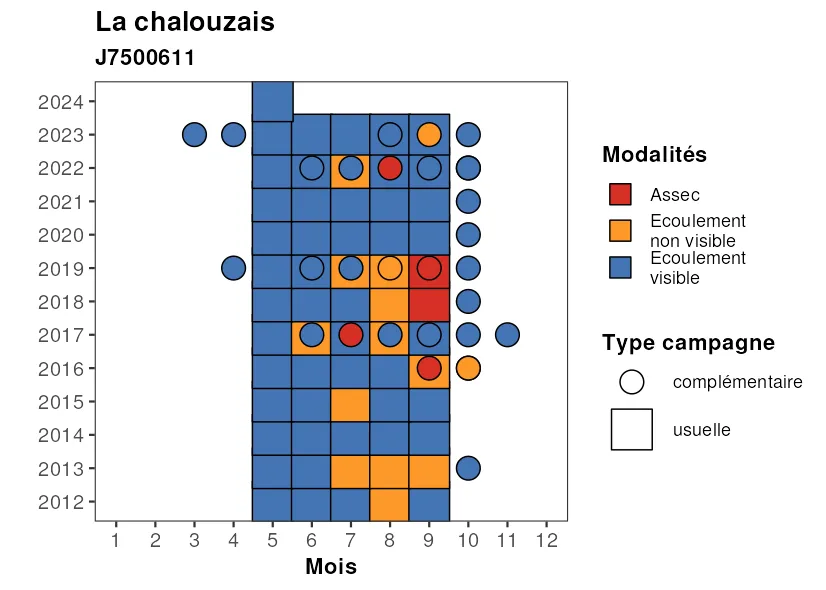 La chalouzais
J7500611
2024
2023
2022
2021
2020
2019
2018
2017
2016
2015
2014
2013
2012
1 2 3 4 5 6 7 8 9 10 11 12
Mois
Modalités
Assec
Ecoulement
non visible
Ecoulement
visible
Type campagne
complémentaire
usuelle